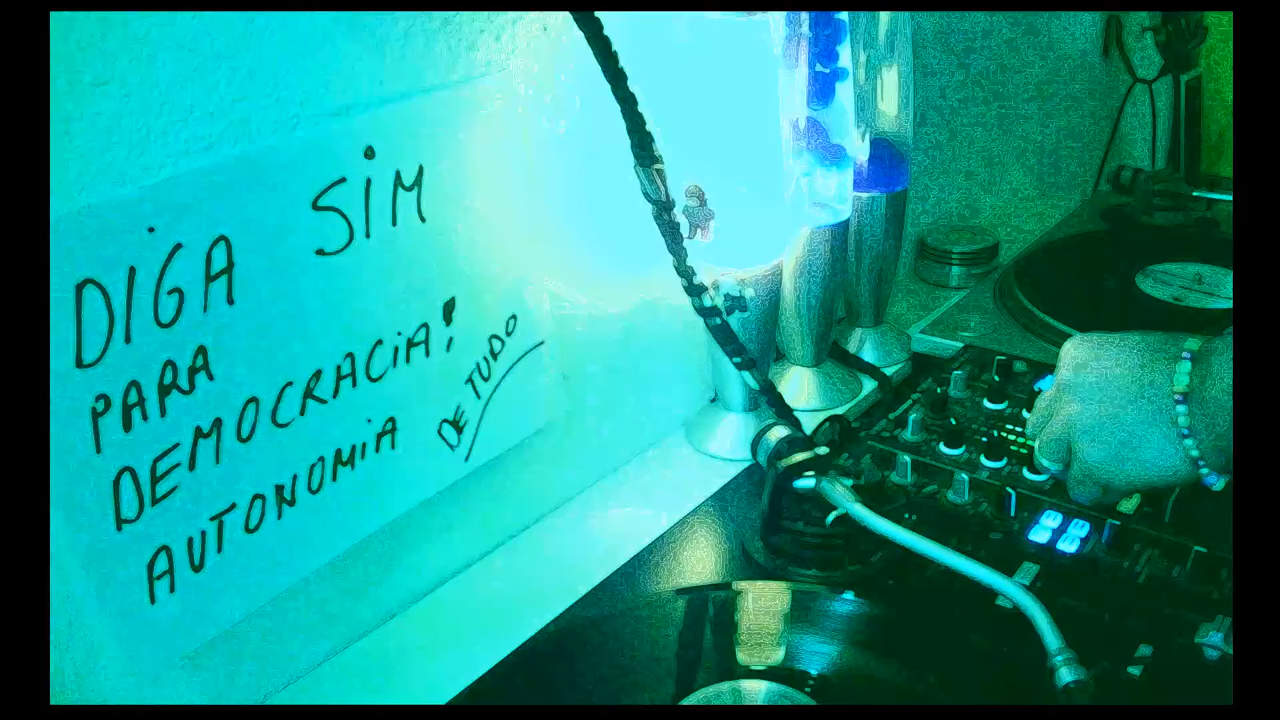 DIGA SIM
PARA
DEMOCRACIA!
AUTONOMIA
DE TUDO